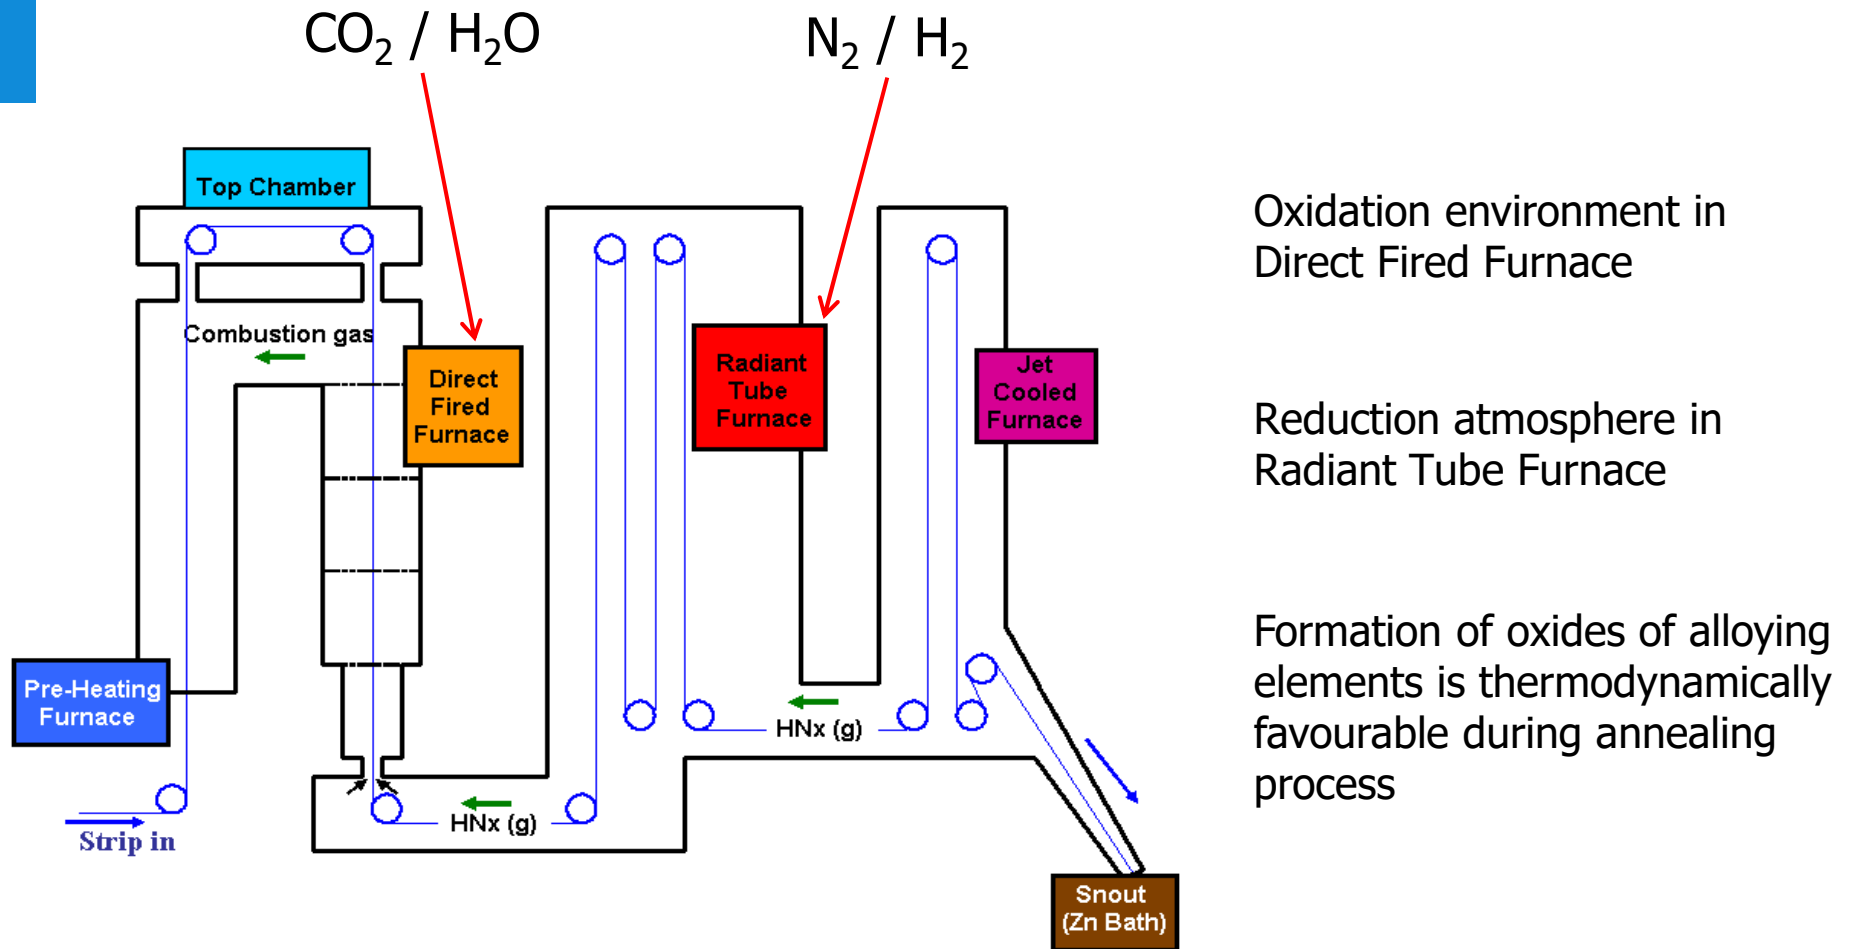 CO₂ / H₂O
N₂ / H₂
Top Chamber
Combustion gas
Direct
Fired
Furnace
Radiant
Tube
Furnace
Jet
Cooled
Furnace
Pre-Heating
Furnace
HNx (g)
HNx (g)
Strip in
Snout
(Zn Bath)
Oxidation environment in
Direct Fired Furnace
Reduction atmosphere in
Radiant Tube Furnace
Formation of oxides of alloying
elements is thermodynamically
favourable during annealing
process